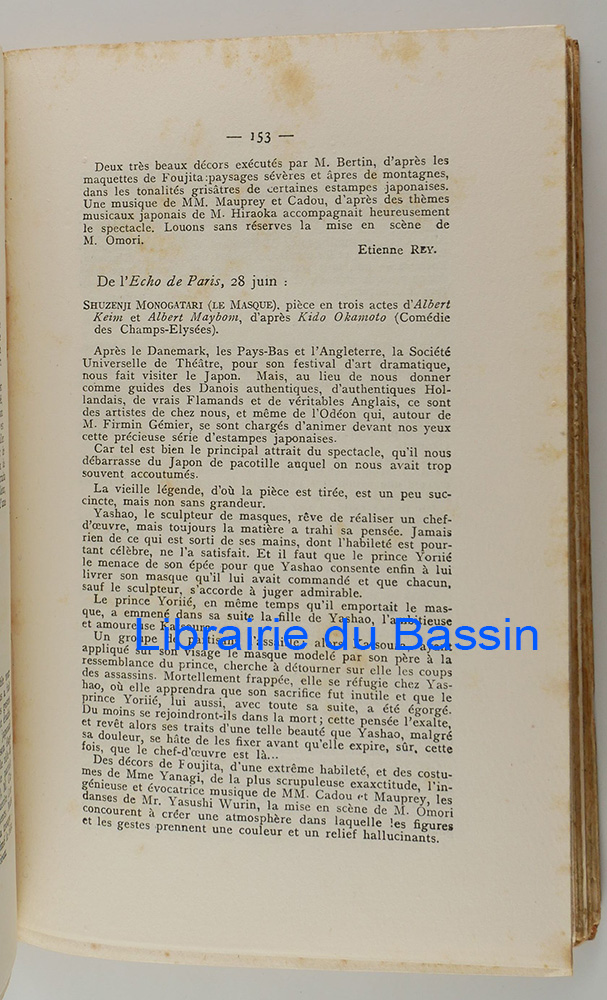 — 153 —
Deux très beaux décors exécutés par M. Bertin, d'après les
maquettes de Foujita:paysages sévères et âpres de montagnes,
dans les tonalités grisâtres de certaines estampes japonaises.
Une musique de MM. Mauprey et Cadou, d'après des thèmes
musicaux japonais de M. Hiraoka accompagnait heureusement
le spectacle. Louons sans réserves la mise en scène de
M. Omori.
Etienne REY.
De l'Echo de Paris, 28 juin :
SHUZENJI MONOGATARI (LE MASQUE), pièce en trois actes d'Albert
Keim et Albert Maybom, d'après Kido Okamoto (Comédie
des Champs-Elysées).
Après le Danemark, les Pays-Bas et l'Angleterre, la Société
Universelle de Théâtre, pour son festival d'art dramatique,
nous fait visiter le Japon. Mais, au lieu de nous donner
comme guides des Danois authentiques, d'authentiques Hol-
landais, de vrais Flamands et de véritables Anglais, ce sont
des artistes de chez nous, et même de l'Odéon qui, autour de
M. Firmin Gémier, se sont chargés d'animer devant nos yeux
cette précieuse série d'estampes japonaises.
Car tel est bien le principal attrait du spectacle, qu'il nous
débarrasse du Japon de pacotille auquel on nous avait trop
souvent accoutumés.
La vieille légende, d'où la pièce est tirée, est un peu suc-
cincte, mais non sans grandeur.
Yashao, le sculpteur de masques, rêve de réaliser un chef-
d'œuvre, mais toujours la matière a trahi sa pensée. Jamais
rien de ce qui est sorti de ses mains, dont l'habileté est pour-
tant célèbre, ne l'a satisfait. Et il faut que le prince Yoriié
le menace de son épée pour que Yashao consente enfin à lui
livrer son masque qu'il lui avait commandé et que chacun,
sauf le sculpteur, s'accorde à juger admirable.
Le prince Yoriié, en même temps qu'il emportait le mas-
que, a emmené dans sa suite la fille de Yashao, l'ambitieuse
et amoureuse
Un groupe de partisans l'assaille
appliqué sur son visage le masque modelé par son père à la
ressemblance du prince, cherche à détourner sur elle les coups
des assassins. Mortellement frappée, elle se réfugie chez Yas-
hao, où elle apprendra que son sacrifice fut inutile et que le
prince Yoriié, lui aussi, avec toute sa suite, a été égorgé.
Du moins se rejoindront-ils dans la mort ; cette pensée l'exalte,
et revêt alors ses traits d'une telle beauté que Yashao, malgré
sa douleur, se hâte de les fixer avant qu'elle expire, sûr, cette
fois, que le chef-d'œuvre est là...
Des décors de Foujita, d'une extrême habileté, et des costu-
mes de Mme Yanagi, de la plus scrupuleuse exaxctitude, l'in-
génieuse et évocatrice musique de MM. Cadou et Mauprey, les
danses de Mr. Yasushi Wurin, la mise en scène de M. Omori
concourent à créer une atmosphère dans laquelle les figures
et les gestes prennent une couleur et un relief hallucinants.
Librairie du Bassin